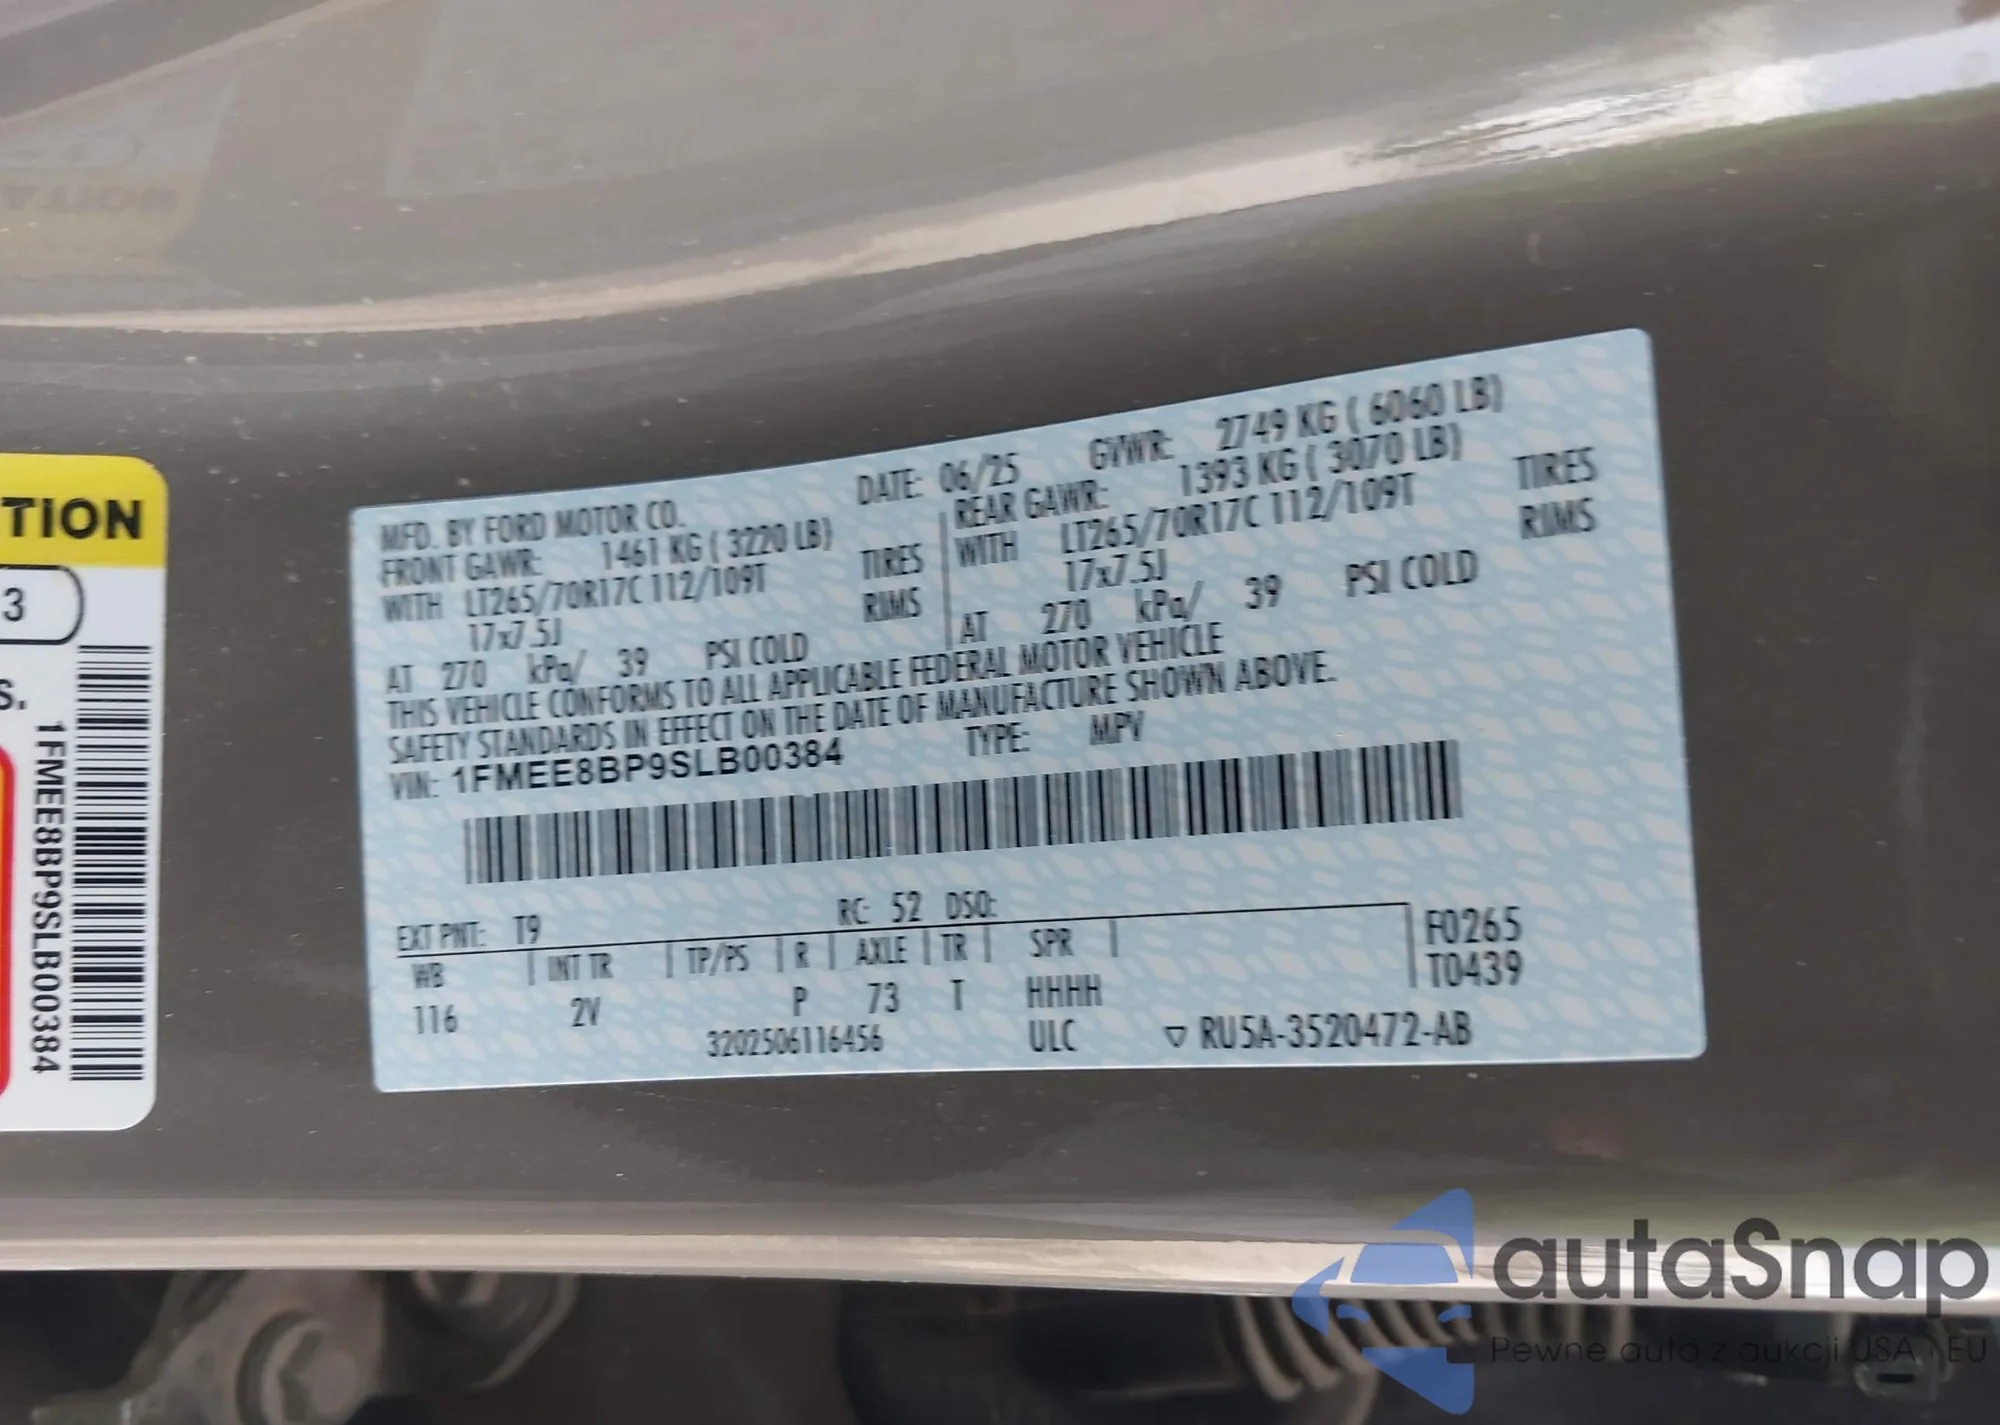 TION
3
S.
1FMEE8BP9SLB00384
MFD. BY FORD MOTOR CO.
DATE: 06/25
GVWR: 2749 KG ( 6060 LB)
FRONT GAWR: 1461 KG ( 3220 LB)
WITH LT265/70R17C 112/109T TIRES
17x7.5J RIMS
AT 270 kPa/ 39 PSI COLD
REAR GAWR: 1393 KG ( 3070 LB)
WITH LT265/70R17C 112/109T TIRES
17x7.5J RIMS
AT 270 kPa/ 39 PSI COLD
THIS VEHICLE CONFORMS TO ALL APPLICABLE FEDERAL MOTOR VEHICLE
SAFETY STANDARDS IN EFFECT ON THE DATE OF MANUFACTURE SHOWN ABOVE.
VIN: 1FMEE8BP9SLB00384 TYPE: MPV
EXT PNT: T9 RC: 52 DSO:
WB INT TR TP/PS R AXLE TR SPR F0265
116 2V P 73 T HHHH T0439
3202506116456 ULC ▽ RU5A-3520472-AB
autaSnap
Pewne auta z aukcji USA i EU